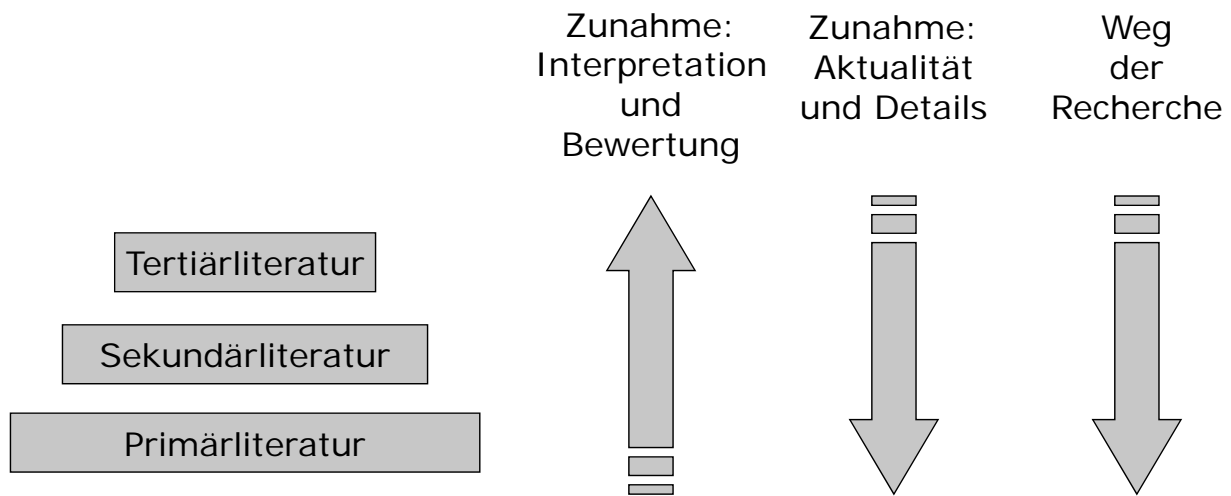 Zunahme:
Interpretation
und
Bewertung
Zunahme:
Aktualität
und Details
Weg
der
Recherche
Tertiärliteratur
Sekundärliteratur
Primärliteratur